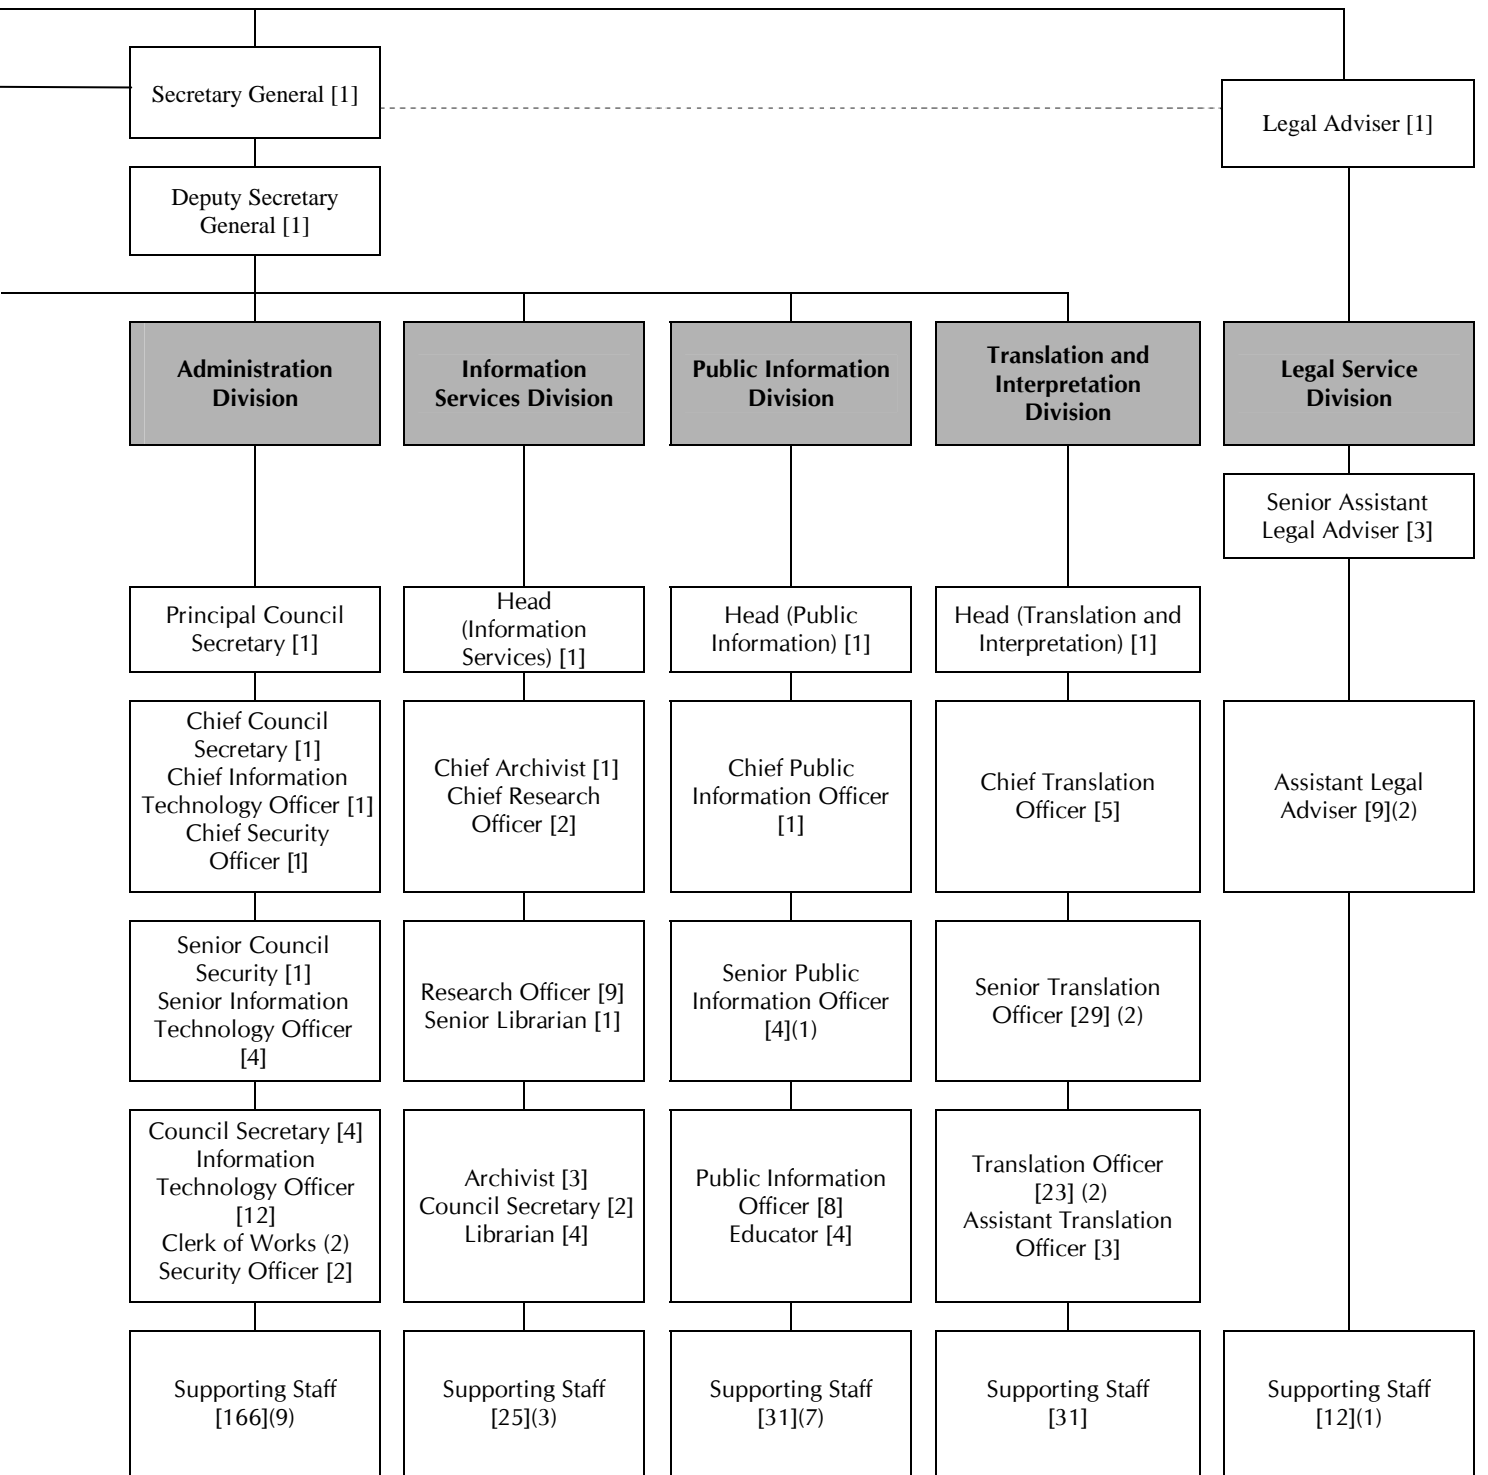 Secretary General [1]
Legal Adviser [1]
Deputy Secretary
General [1]
Administration
Division
Information
Services Division
Public Information
Division
Translation and
Interpretation
Division
Legal Service
Division
Senior Assistant
Legal Adviser [3]
Principal Council
Secretary [1]
Head
(Information
Services) [1]
Head (Public
Information) [1]
Head (Translation and
Interpretation) [1]
Chief Council
Secretary [1]
Chief Information
Technology Officer [1]
Chief Security
Officer [1]
Chief Archivist [1]
Chief Research
Officer [2]
Chief Public
Information Officer
[1]
Chief Translation
Officer [5]
Assistant Legal
Adviser [9](2)
Senior Council
Security [1]
Senior Information
Technology Officer
[4]
Research Officer [9]
Senior Librarian [1]
Senior Public
Information Officer
[4](1)
Senior Translation
Officer [29] (2)
Council Secretary [4]
Information
Technology Officer
[12]
Clerk of Works (2)
Security Officer [2]
Archivist [3]
Council Secretary [2]
Librarian [4]
Public Information
Officer [8]
Educator [4]
Translation Officer
[23] (2)
Assistant Translation
Officer [3]
Supporting Staff
[166](9)
Supporting Staff
[25](3)
Supporting Staff
[31](7)
Supporting Staff
[31]
Supporting Staff
[12](1)